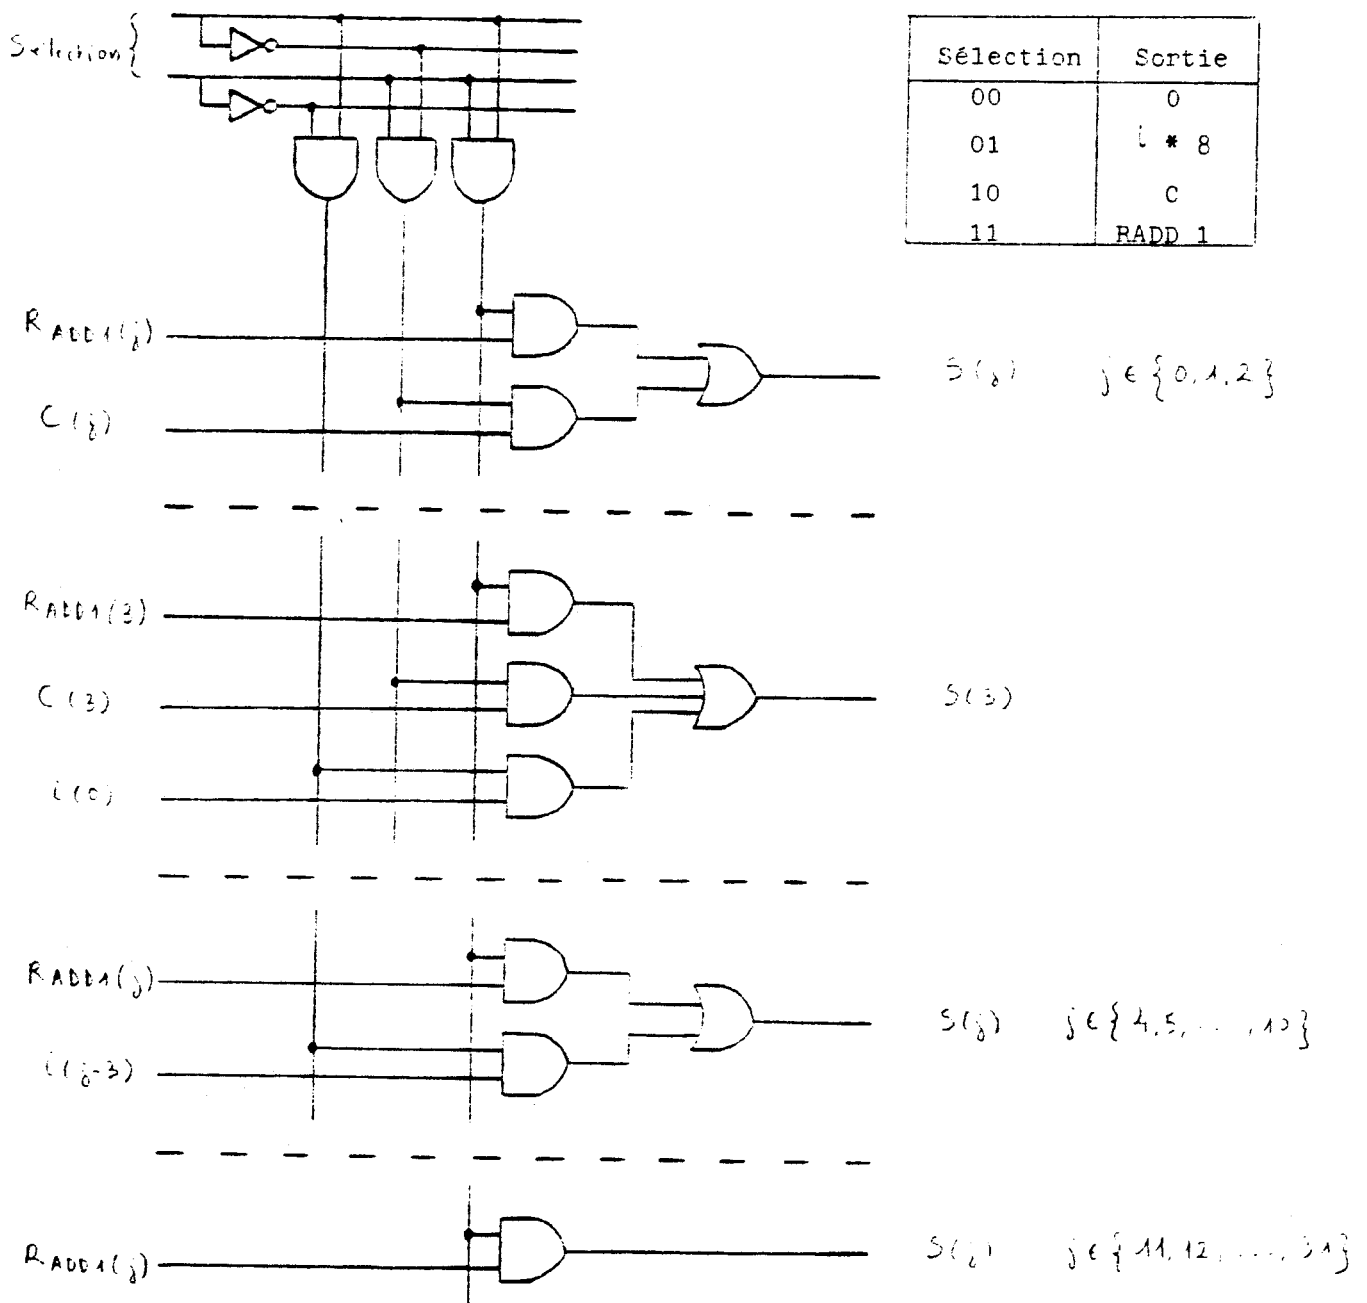 Sélection {
Sélection Sortie
00 0
01 i * 8
10 C
11 RADD 1
RADD1(j)
C(j)
S(j) j ∈ {0,1,2}
RADD1(3)
C(3)
i(0)
S(3)
RADD1(j)
i(j-3)
S(j) j ∈ {4,5, ..., 10}
RADD1(j)
S(j) j ∈ {11,12, ..., 31}